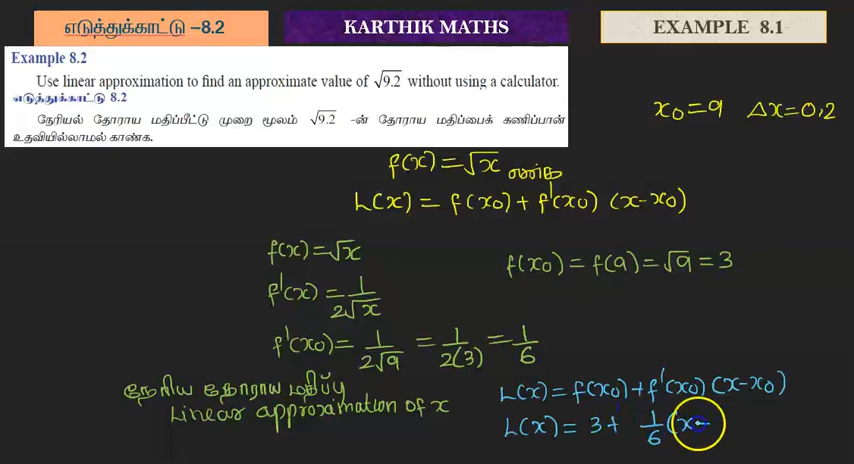 எடுத்துக்காட்டு –8.2
KARTHIK MATHS
EXAMPLE 8.1
Example 8.2
Use linear approximation to find an approximate value of √9.2 without using a calculator.
எடுத்துக்காட்டு 8.2
நேரியல் தோராய மதிப்பீட்டு முறை மூலம் √9.2 -ன் தோராய மதிப்பைக் கணிப்பான்
உதவியில்லாமல் காண்க.
x₀=9 Δx=0.2
f(x)=√x என்க
L(x) = f(x₀) + f'(x₀) (x-x₀)
f(x)=√x
f(x₀) = f(9) = √9 = 3
f'(x) = 1/2√x
f'(x₀) = 1/2√9 = 1/2(3) = 1/6
நேரிய தோராய மதிப்பு
Linear approximation of x
L(x) = f(x₀) + f'(x₀) (x-x₀)
L(x) = 3+ 1/6 (x-